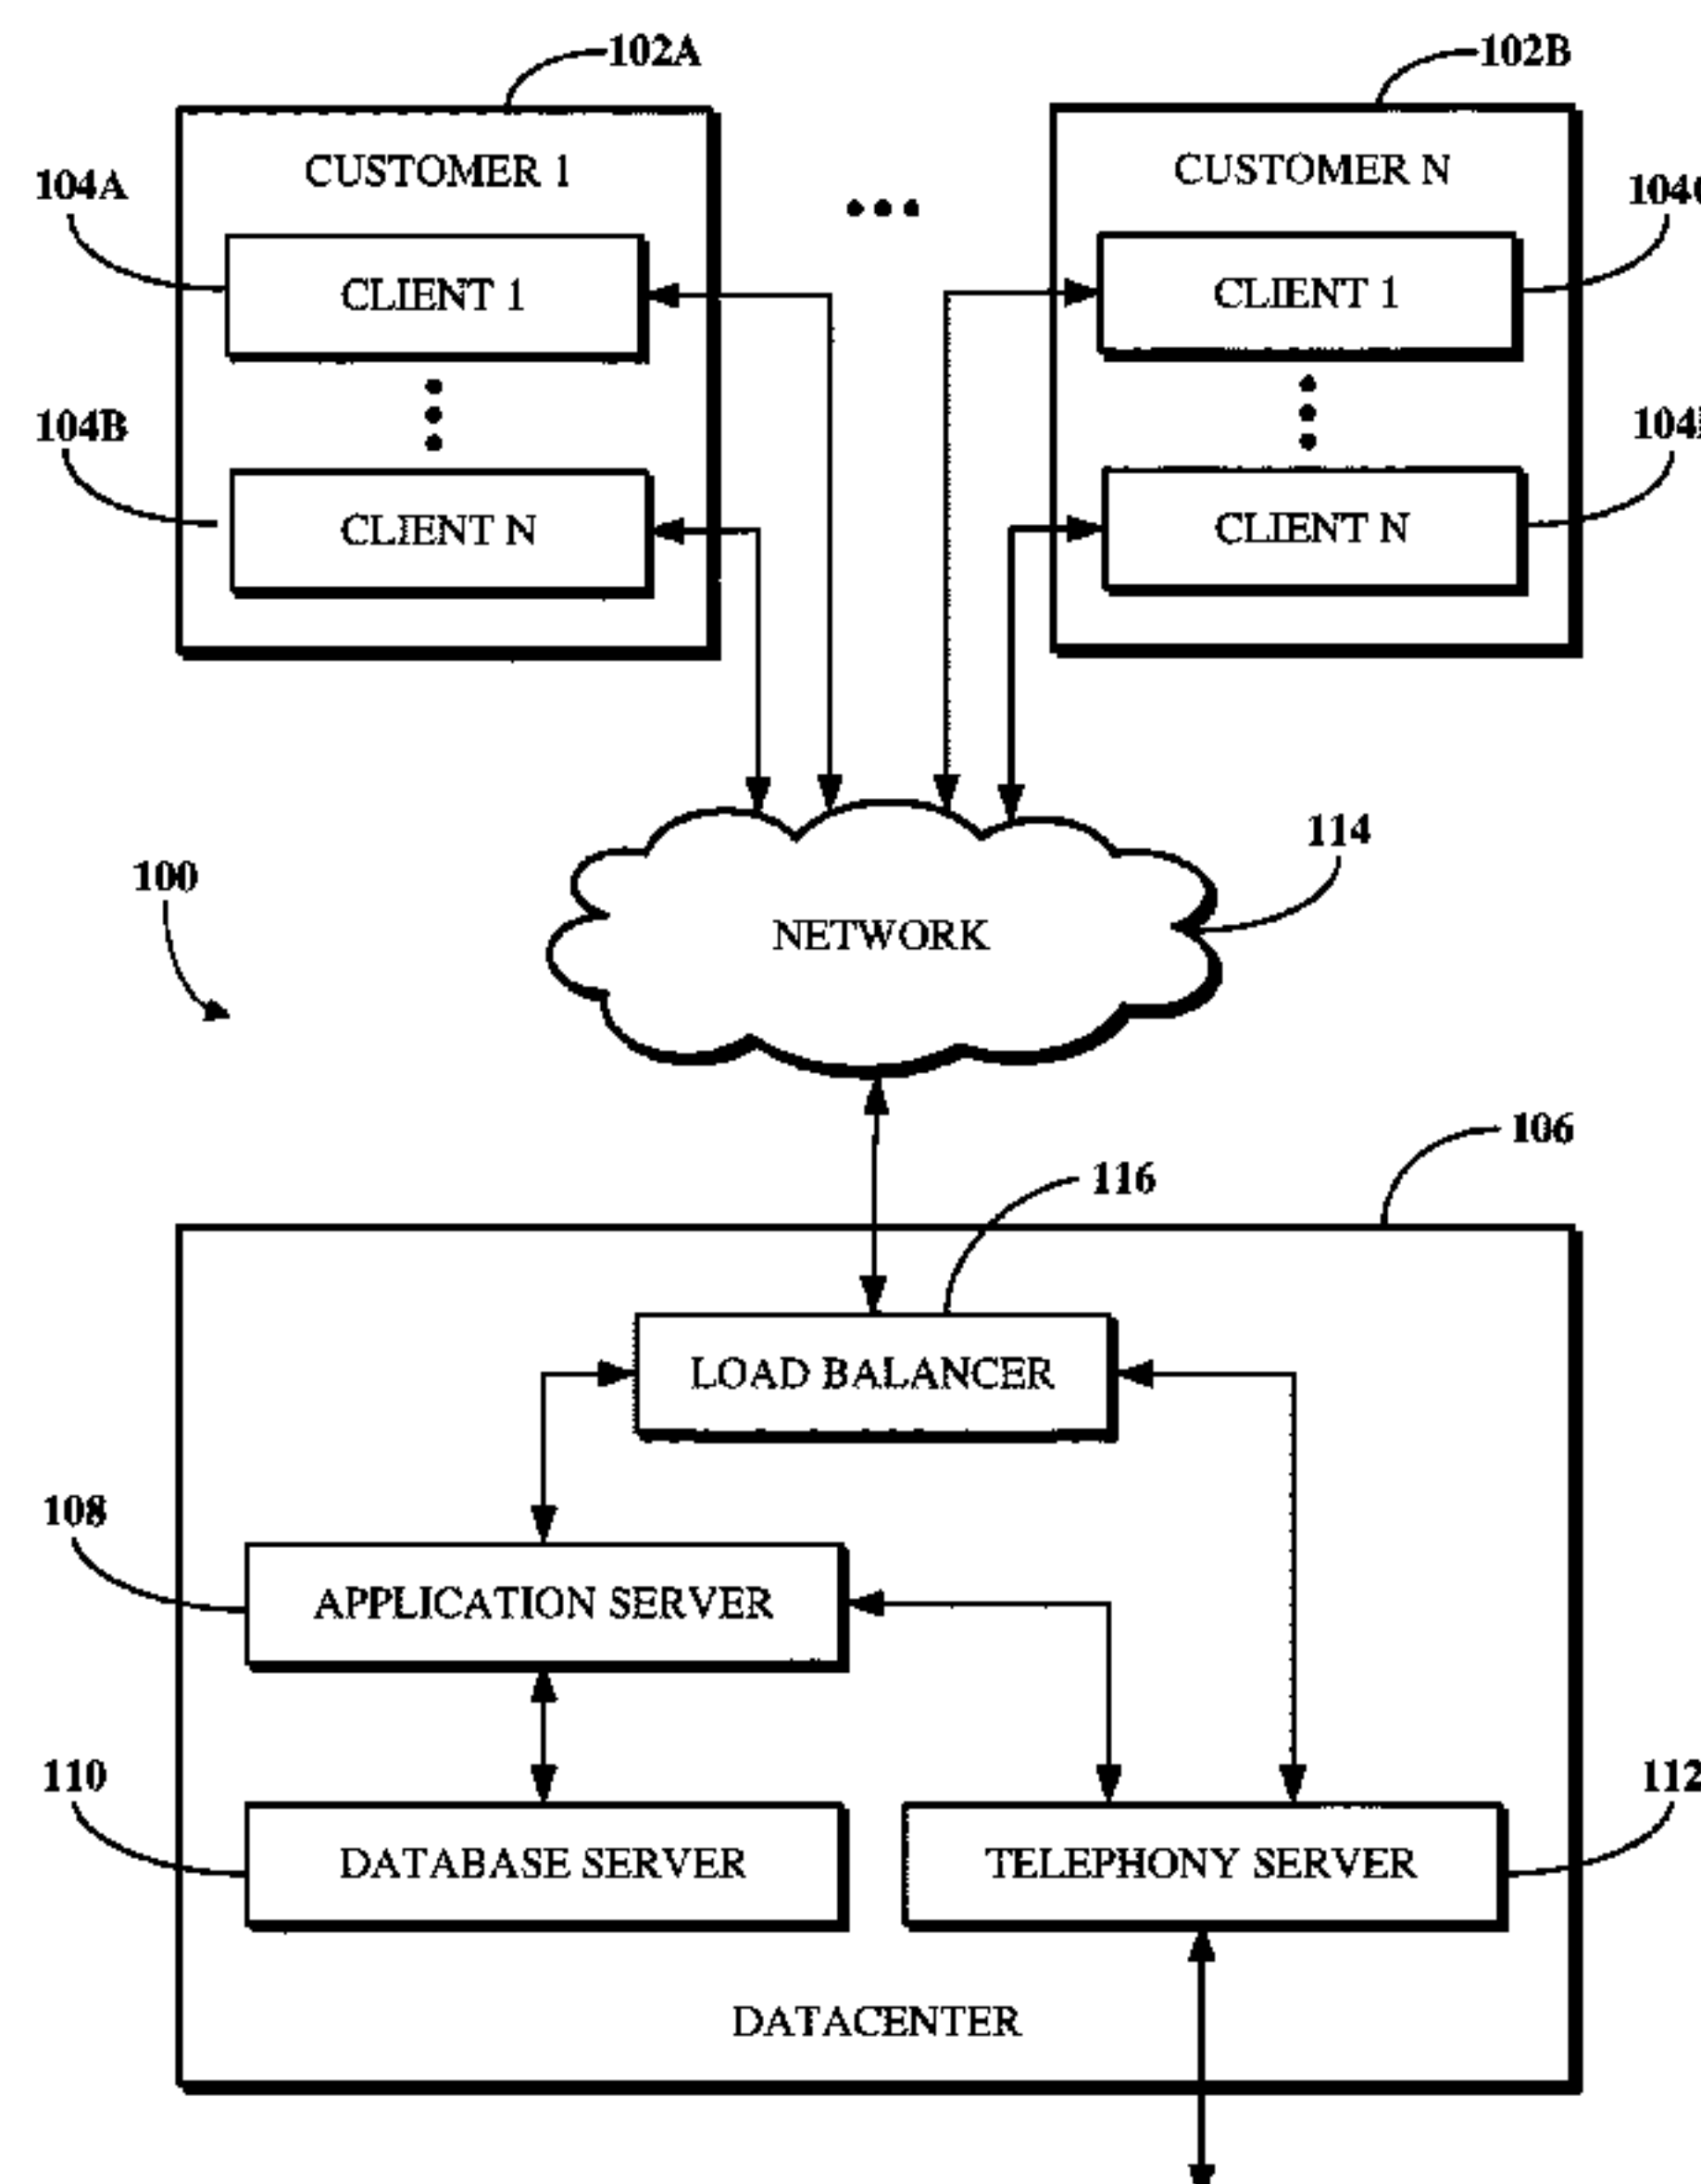 102A
102B
CUSTOMER 1
CUSTOMER N
104A
CLIENT 1
CLIENT 1
104B
CLIENT N
CLIENT N
114
100
NETWORK
106
116
LOAD BALANCER
108
APPLICATION SERVER
110
112
DATABASE SERVER
TELEPHONY SERVER
DATACENTER